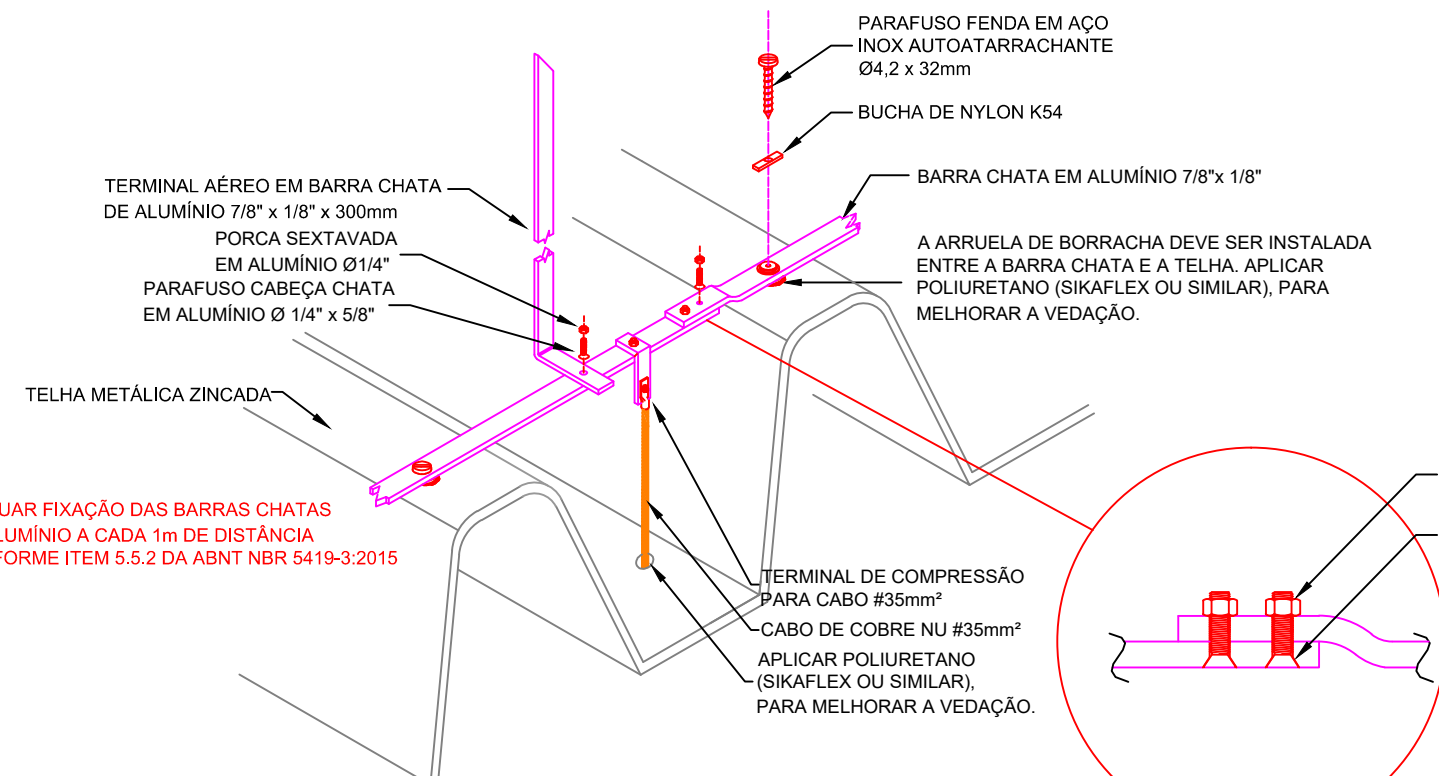 PARAFUSO FENDA EM AÇO
INOX AUTOATARRACHANTE
Ø4,2 x 32mm
BUCHA DE NYLON K54
BARRA CHATA EM ALUMÍNIO 7/8"x 1/8"
TERMINAL AÉREO EM BARRA CHATA
DE ALUMÍNIO 7/8" x 1/8" x 300mm
PORCA SEXTAVADA
EM ALUMÍNIO Ø1/4"
PARAFUSO CABEÇA CHATA
EM ALUMÍNIO Ø 1/4" x 5/8"
A ARRUELA DE BORRACHA DEVE SER INSTALADA
ENTRE A BARRA CHATA E A TELHA. APLICAR
POLIURETANO (SIKAFLEX OU SIMILAR), PARA
MELHORAR A VEDAÇÃO.
TELHA METÁLICA ZINCADA
UAR FIXAÇÃO DAS BARRAS CHATAS
LUMÍNIO A CADA 1m DE DISTÂNCIA
FORME ITEM 5.5.2 DA ABNT NBR 5419-3:2015
TERMINAL DE COMPRESSÃO
PARA CABO #35mm²
CABO DE COBRE NU #35mm²
APLICAR POLIURETANO
(SIKAFLEX OU SIMILAR),
PARA MELHORAR A VEDAÇÃO.